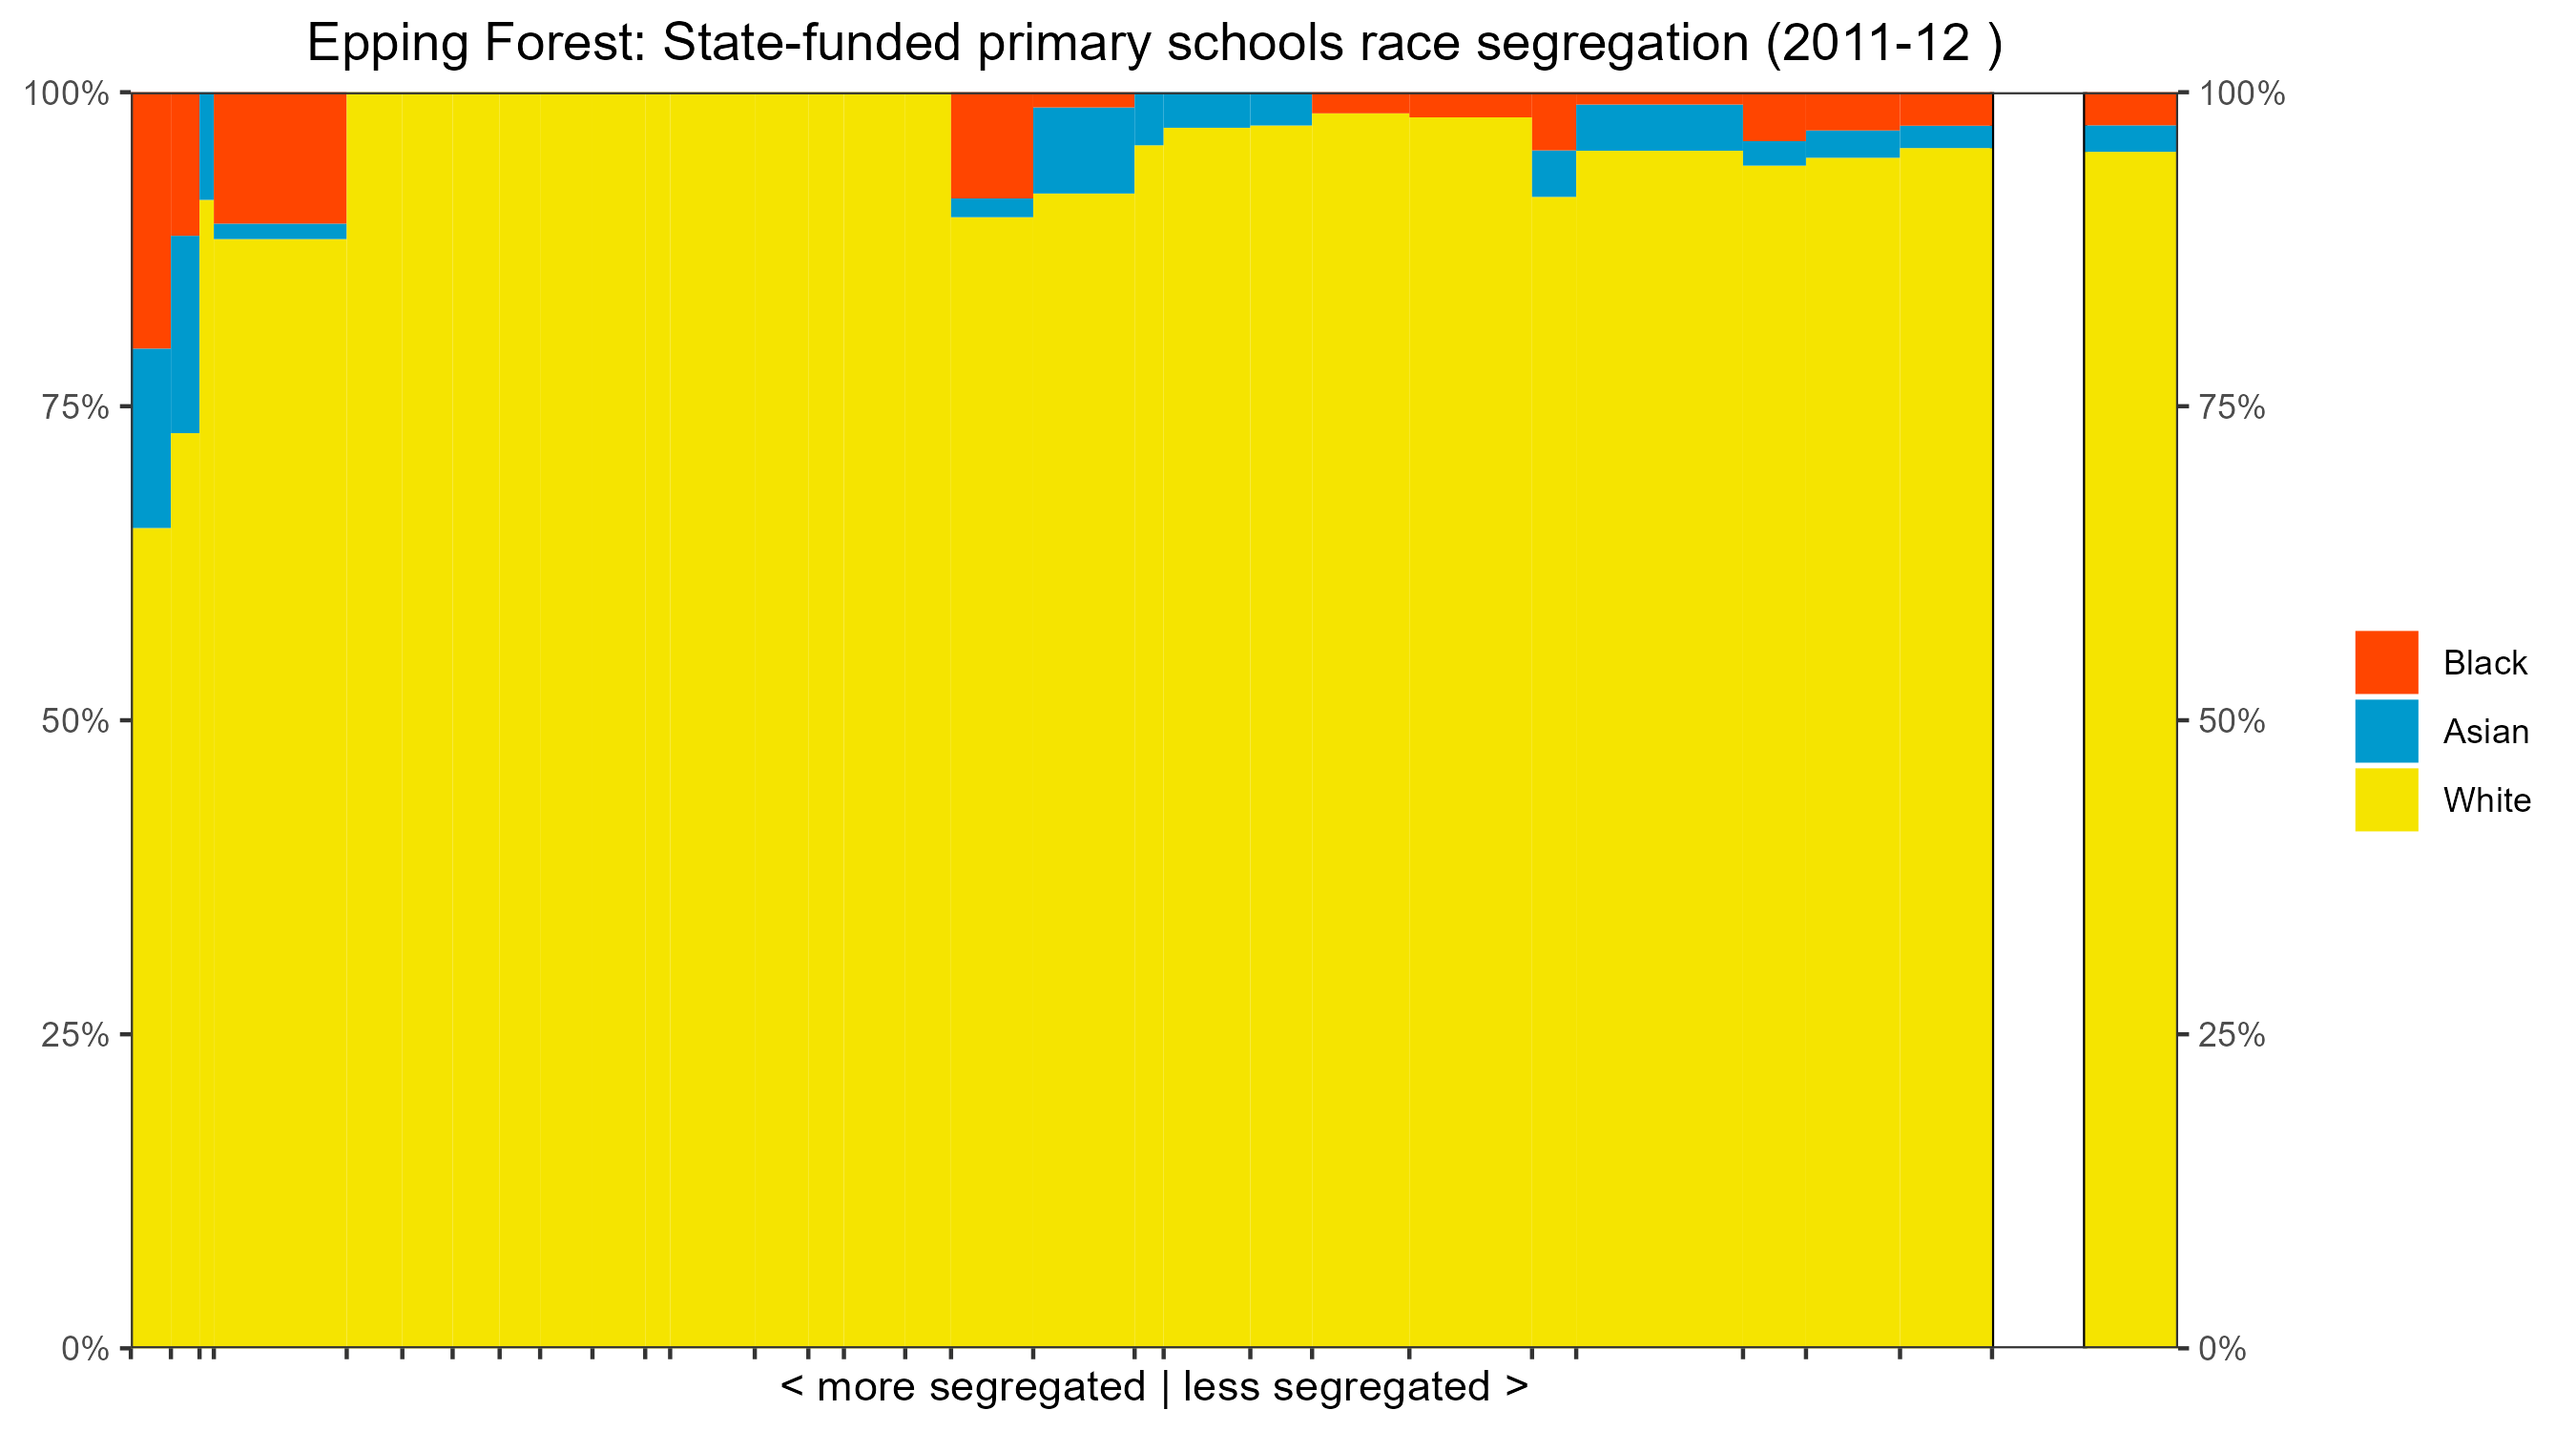 Epping Forest: State-funded primary schools race segregation (2011-12 )
100%
75%
50%
25%
0%
100%
75%
50%
25%
0%
Black
Asian
White
< more segregated | less segregated >